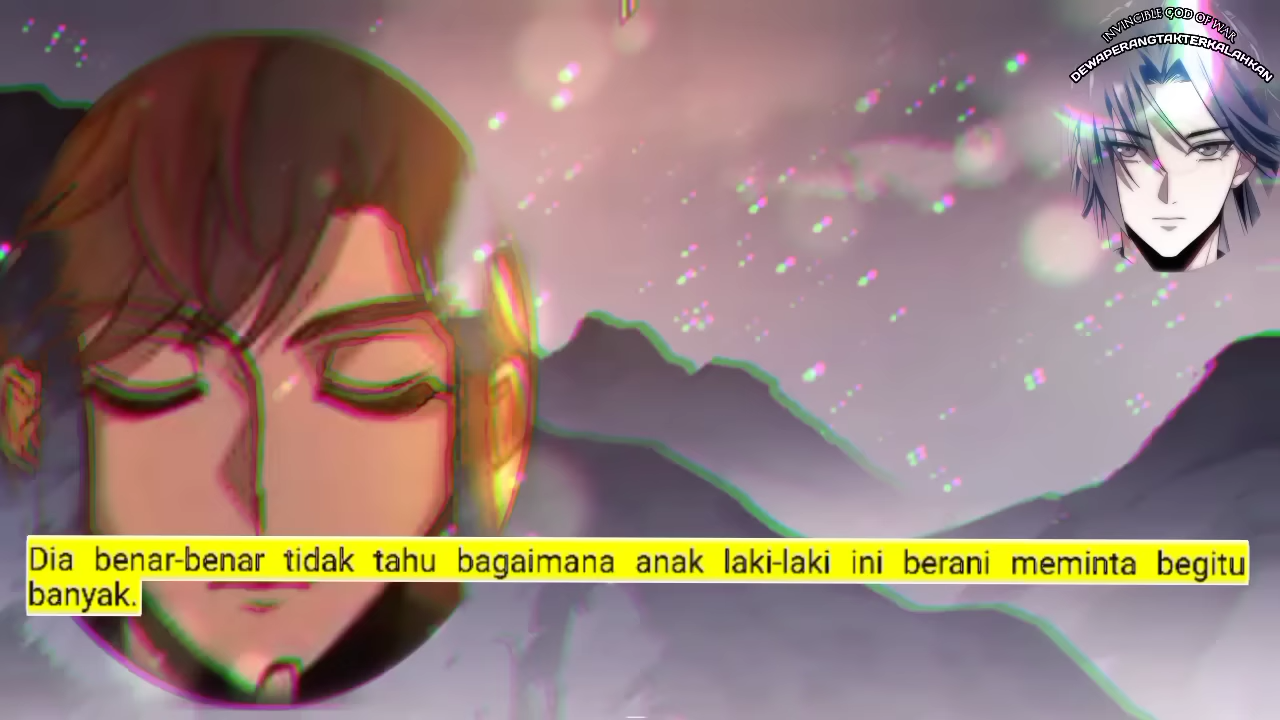 INVINCIBLE GOD OF WAR
DEWAPERANGTAKTERKALAHKAN
Dia benar-benar tidak tahu bagaimana anak laki-laki ini berani meminta begitu
banyak.